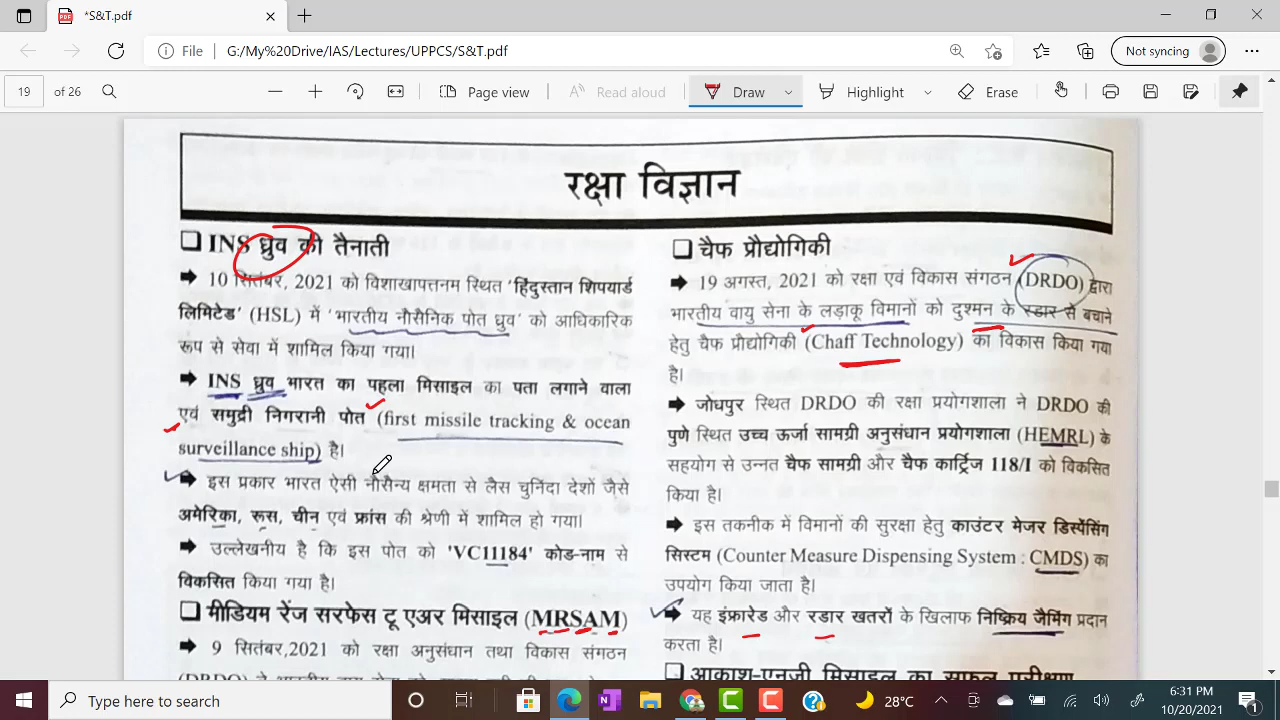 *S&T.pdf
File
G:/My%20Drive/IAS/Lectures/UPPCS/S&T.pdf
Not syncing
19 of 26
Page view
Read aloud
Draw
Highlight
Erase
रक्षा विज्ञान
INS ध्रुव की तैनाती
10 सितंबर, 2021 को विशाखापत्तनम स्थित 'हिंदुस्तान शिपयार्ड
लिमिटेड' (HSL) में 'भारतीय नौसैनिक पोत ध्रुव' को आधिकारिक
रूप से सेवा में शामिल किया गया।
INS ध्रुव भारत का पहला मिसाइल का पता लगाने वाला
एवं समुद्री निगरानी पोत (first missile tracking & ocean
surveillance ship) है।
इस प्रकार भारत ऐसी नौसैन्य क्षमता से लैस चुनिंदा देशों जैसे
अमेरिका, रूस, चीन एवं फ्रांस की श्रेणी में शामिल हो गया।
उल्लेखनीय है कि इस पोत को 'VC11184' कोड-नाम से
विकसित किया गया है।
मीडियम रेंज सरफेस टू एअर मिसाइल (MRSAM)
9 सितंबर,2021 को रक्षा अनुसंधान तथा विकास संगठन
चैफ प्रौद्योगिकी
19 अगस्त, 2021 को रक्षा एवं विकास संगठन (DRDO) द्वारा
भारतीय वायु सेना के लड़ाकू विमानों को दुश्मन के रडार से बचाने
हेतु चैफ प्रौद्योगिकी (Chaff Technology) का विकास किया गया
है।
जोधपुर स्थित DRDO की रक्षा प्रयोगशाला ने DRDO की
पुणे स्थित उच्च ऊर्जा सामग्री अनुसंधान प्रयोगशाला (HEMRL) के
सहयोग से उन्नत चैफ सामग्री और चैफ कार्ट्रिज 118/I को विकसित
किया है।
इस तकनीक में विमानों की सुरक्षा हेतु काउंटर मेजर डिस्पेंसिंग
सिस्टम (Counter Measure Dispensing System : CMDS) का
उपयोग किया जाता है।
यह इंफ्रारेड और रडार खतरों के खिलाफ निष्क्रिय जैमिंग प्रदान
करता है।
आकाश-एनजी मिसाइल का सफल परीक्षण
Type here to search
28°C
ENG
6:31 PM
10/20/2021